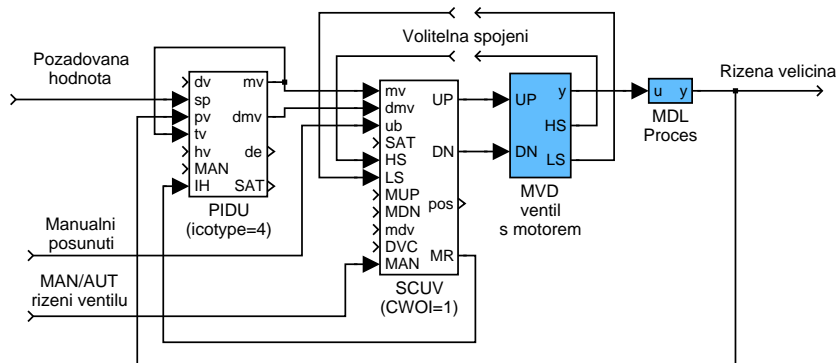 Volitelna spojeni
Pozadovana
hodnota
Rizena velicina
dv
sp
pv
tv
hv
MAN
IH
mv
dmv
de
SAT
PIDU
(icotype=4)
mv
dmv
ub
SAT
HS
LS
MUP
MDN
mdv
DVC
MAN
UP
DN
pos
MR
SCUV
(CWOI=1)
UP
DN
y
HS
LS
MVD
ventil
s motorem
u
y
MDL
Proces
Manualni
posunuti
MAN/AUT
rizeni ventilu